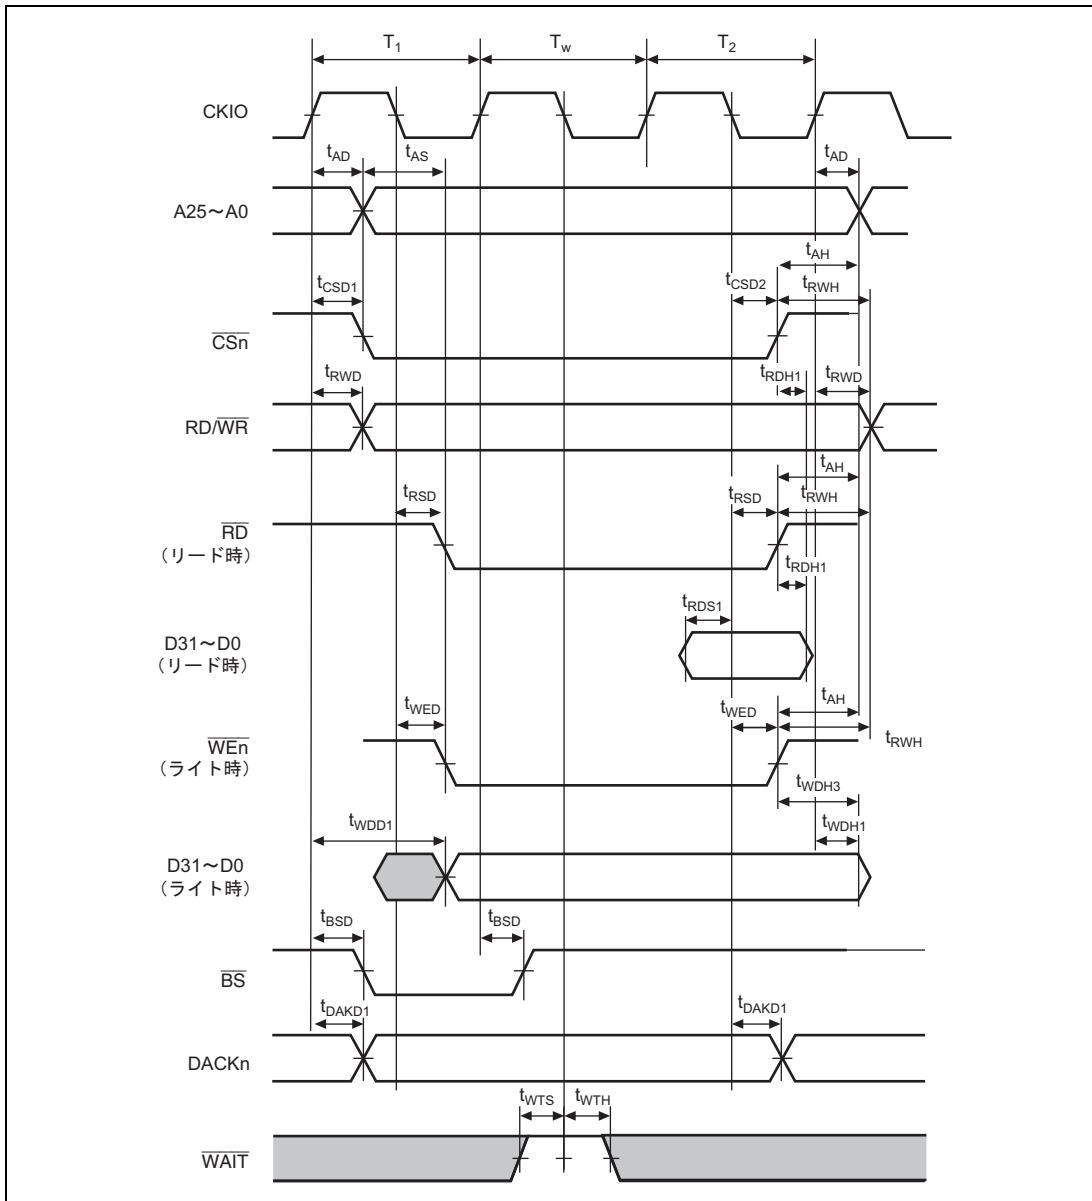 T1 Tw T2
CKIO
tAD tAS tAD
A25～A0
tAH
tCSD1 tCSD2 tRWH
CSn
tRDH1 tRWD
tRWD
RD/WR
tAH
tRSD tRSD tRWH
RD
（リード時）
tRDH1
tRDS1
D31～D0
（リード時）
tAH
tWED tWED
tRWH
WEn
（ライト時）
tWDH3
tWDD1 tWDH1
D31～D0
（ライト時）
tBSD tBSD
BS
tDAKD1 tDAKD1
DACKn
tWTS tWTH
WAIT